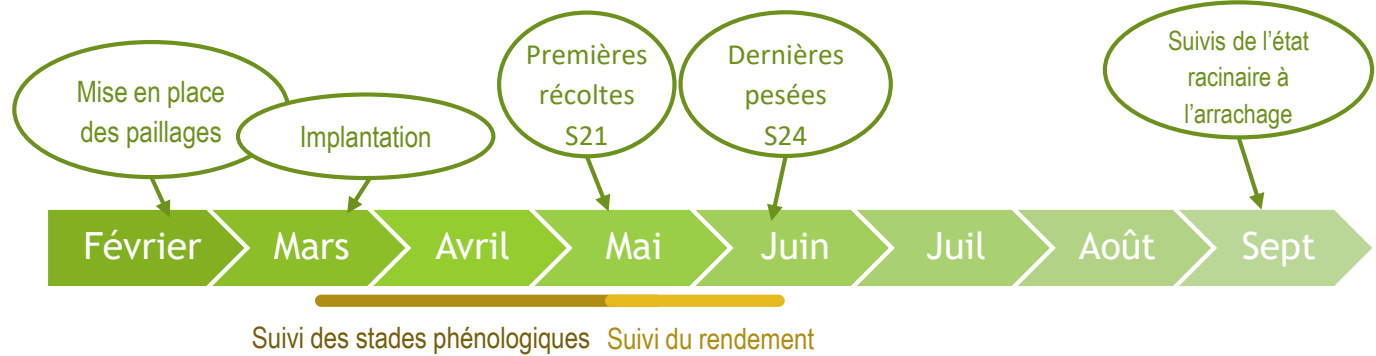 Mise en place
des paillages
Implantation
Premières
récoltes
S21
Dernières
pesées
S24
Suivis de l'état
racinaire à
l'arrachage
Février
Mars
Avril
Mai
Juin
Juil
Août
Sept
Suivi des stades phénologiques
Suivi du rendement